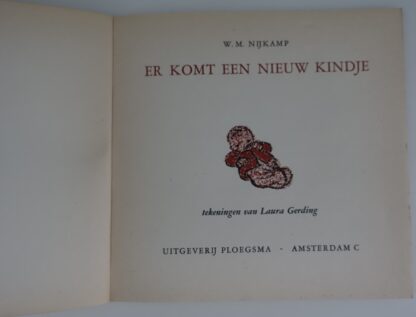 W. M. NIJKAMP
ER KOMT EEN NIEUW KINDJE
tekeningen van Laura Gerding
UITGEVERIJ PLOEGSMA - AMSTERDAM C